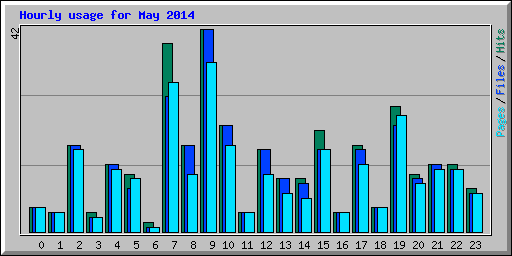 Hourly usage for May 2014
42
Pages / Files / Hits
0 1 2 3 4 5 6 7 8 9 10 11 12 13 14 15 16 17 18 19 20 21 22 23